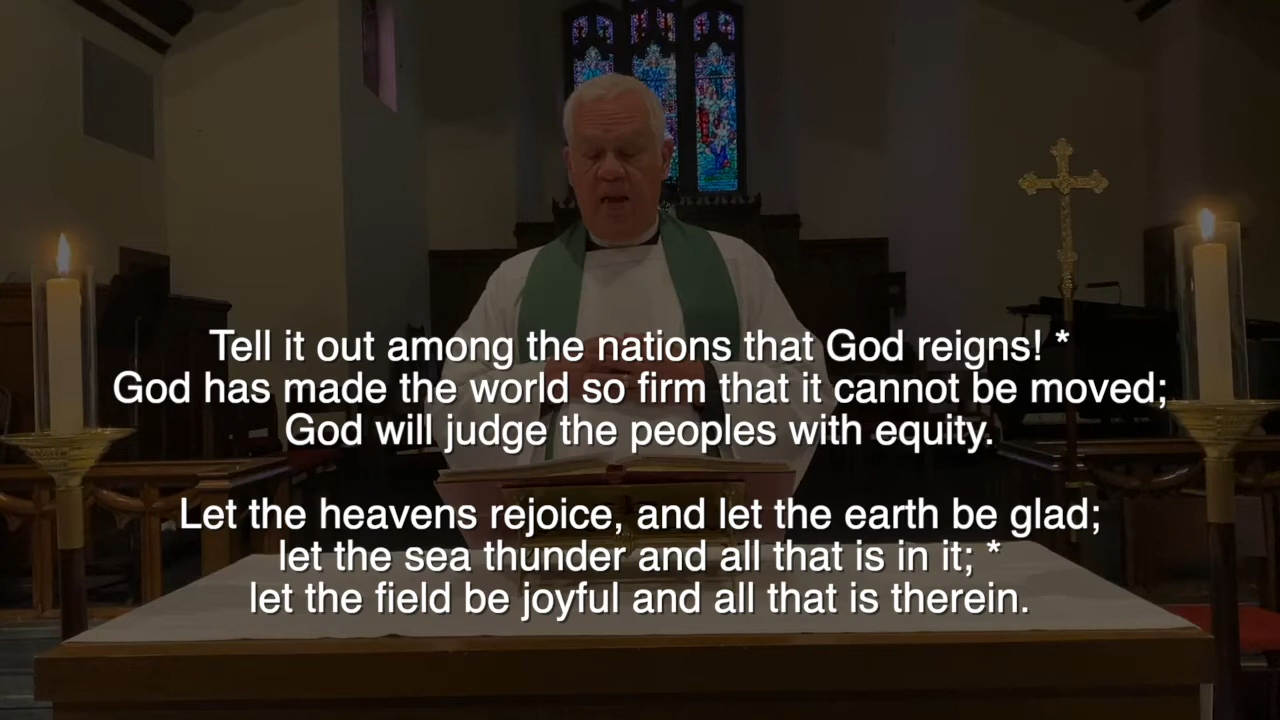 Tell it out among the nations that God reigns! *
God has made the world so firm that it cannot be moved;
God will judge the peoples with equity.
Let the heavens rejoice, and let the earth be glad;
let the sea thunder and all that is in it; *
let the field be joyful and all that is therein.